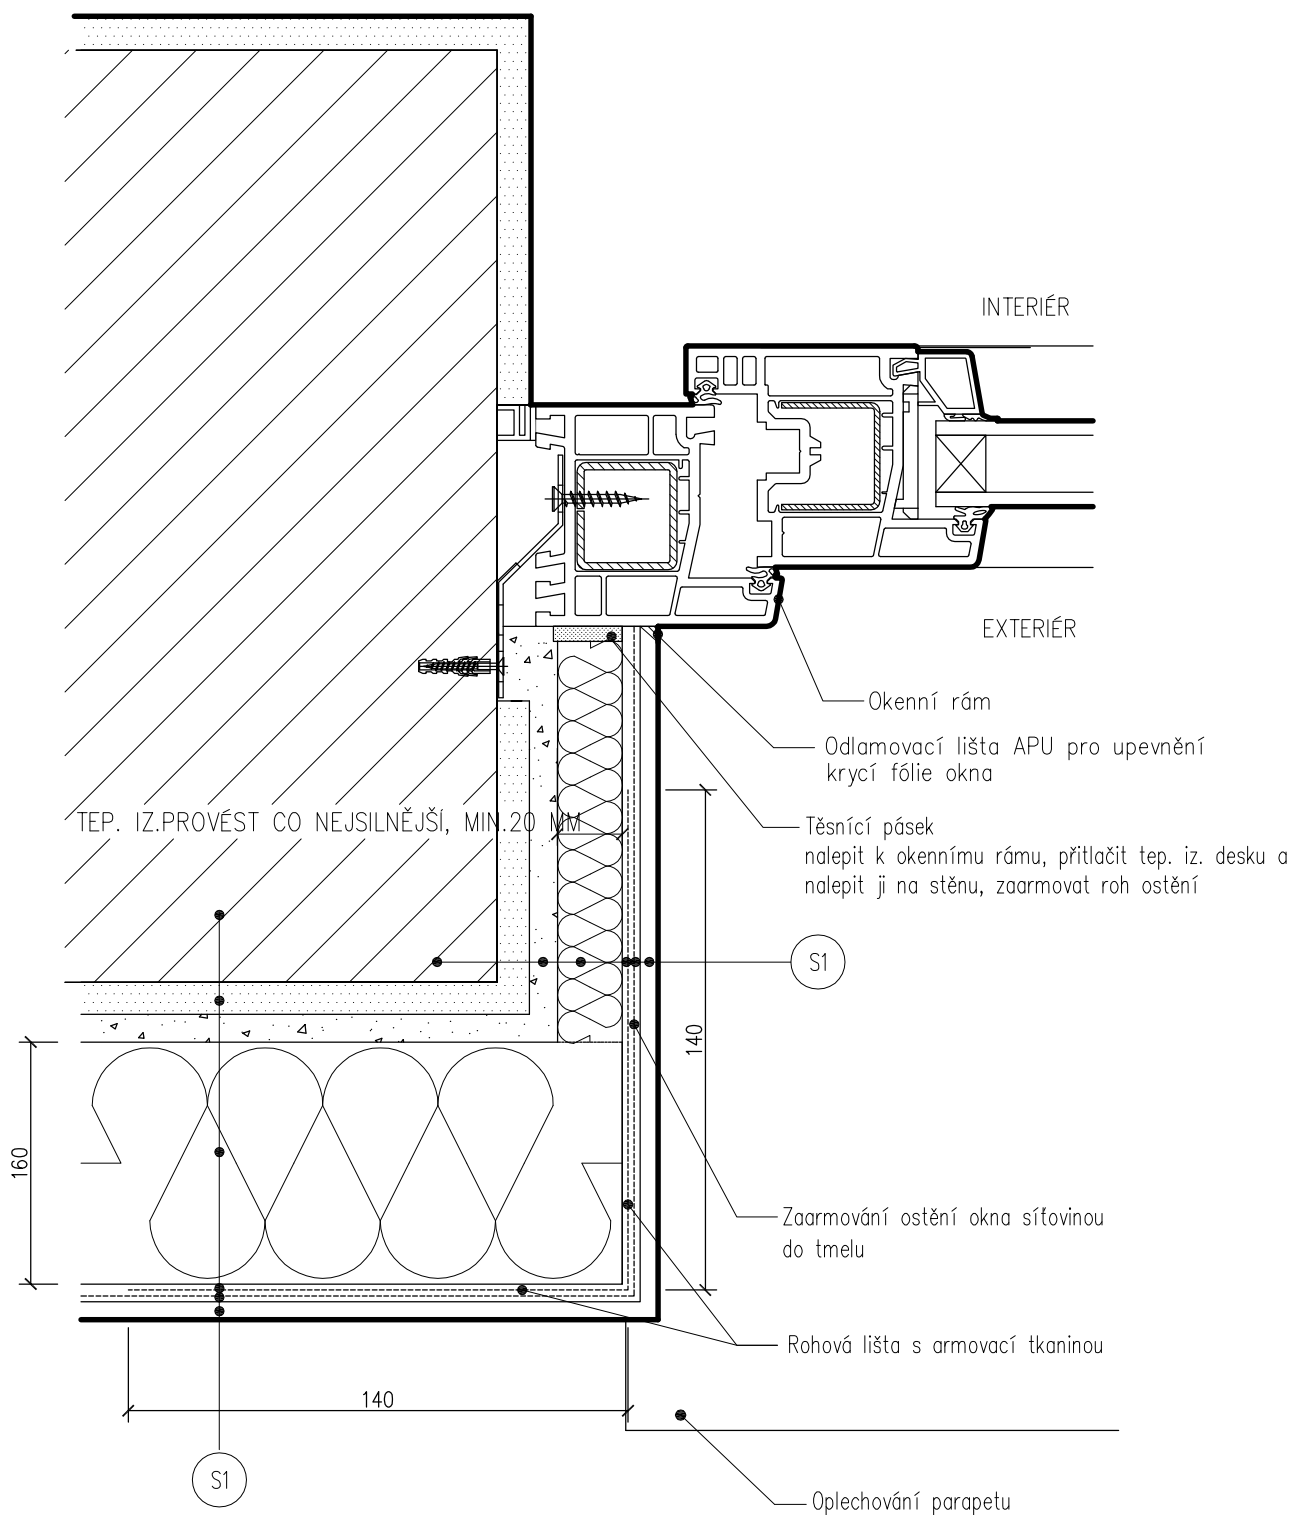 INTERIÉR
EXTERIÉR
Okenní rám
Odlamovací lišta APU pro upevnění
krycí fólie okna
TEP. IZ.PROVÉST CO NEJSILNĚJŠÍ, MIN.20 MM
Těsnící pásek
nalepit k okennímu rámu, přitlačit tep. iz. desku a
nalepit ji na stěnu, zaarmovat roh ostění
S1
140
160
Zaarmování ostění okna síťovinou
do tmelu
Rohová lišta s armovací tkaninou
140
S1
Oplechování parapetu